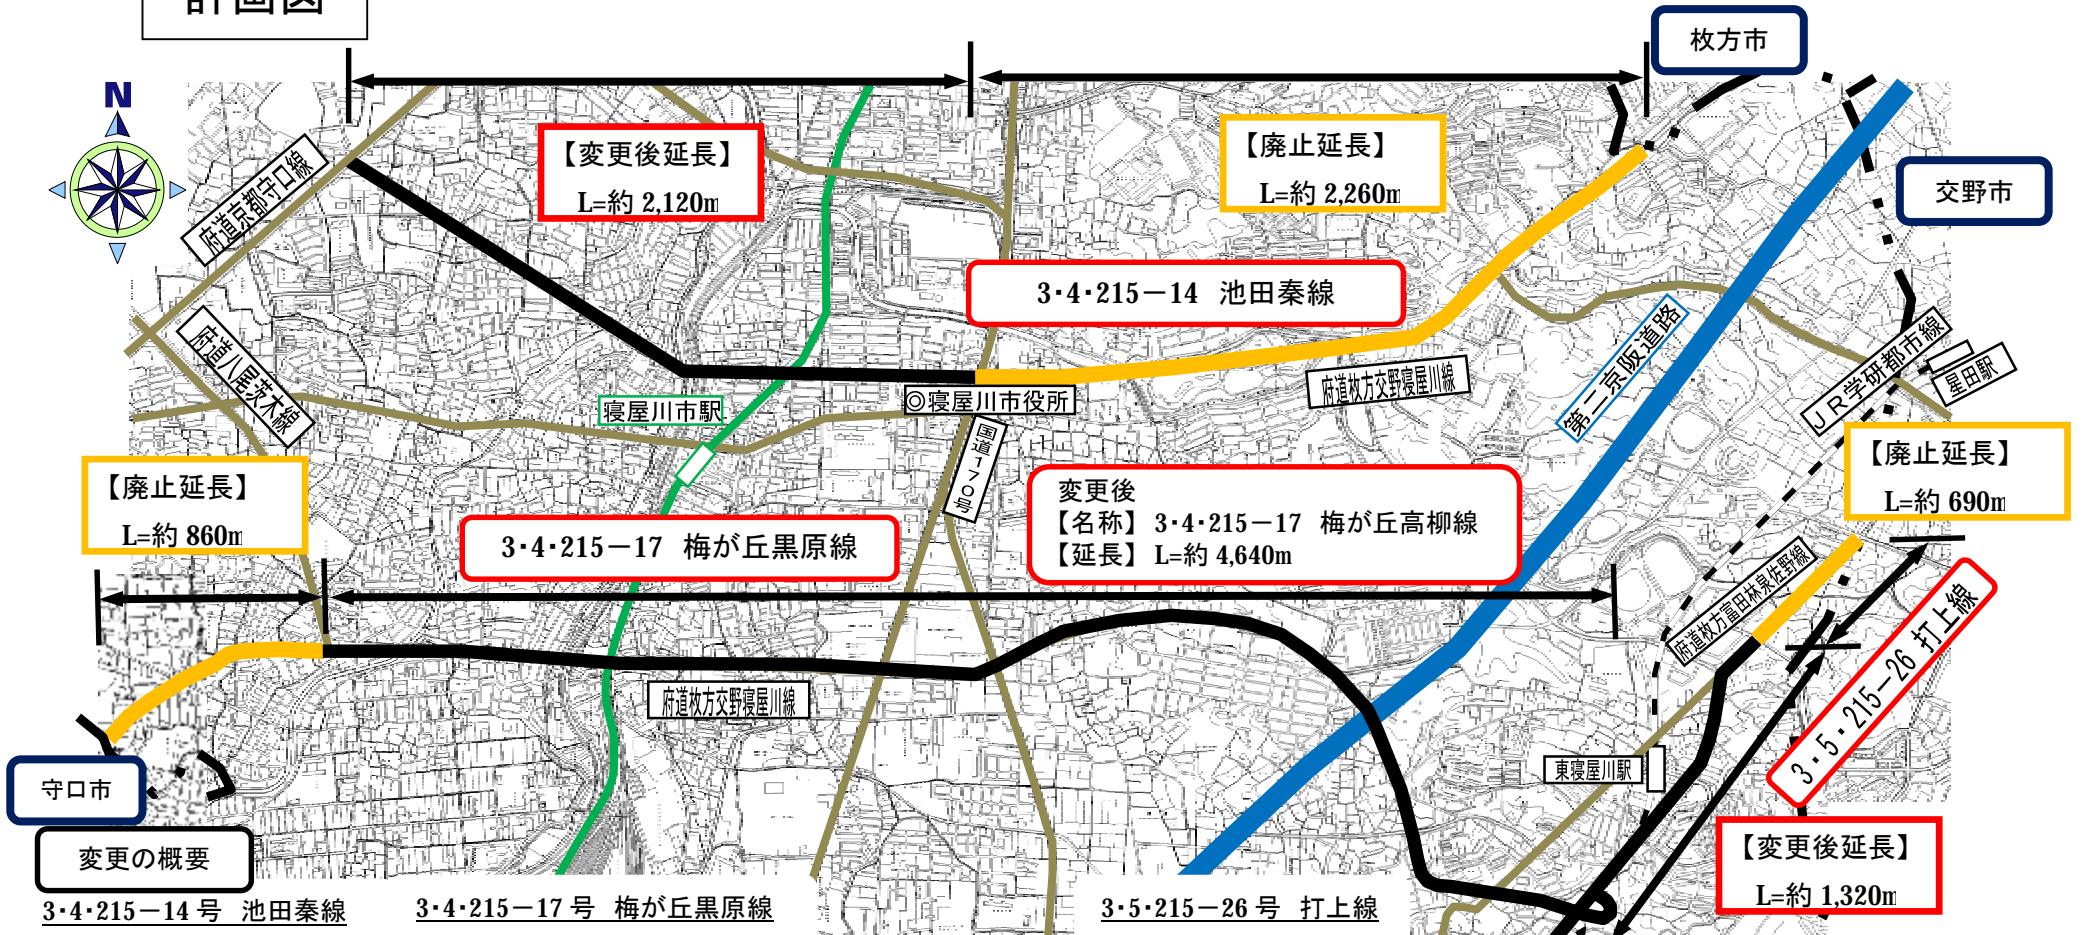 計画図
枚方市
N
【変更後延長】
L=約 2,120m
【廃止延長】
L=約 2,260m
交野市
府道京都守口線
3・4・215－14 池田秦線
府道八尾茨木線
第二京阪道路
JR学研都市線
星田駅
府道枚方交野寝屋川線
寝屋川市駅
◎寝屋川市役所
国道170号
【廃止延長】
L=約 860m
【廃止延長】
L=約 690m
3・4・215－17 梅が丘黒原線
変更後
【名称】 3・4・215－17 梅が丘高柳線
【延長】 L=約 4,640m
府道枚方富田林泉佐野線
3・5・215－26 打上線
府道枚方交野寝屋川線
東寝屋川駅
守口市
変更の概要
【変更後延長】
L=約 1,320m
3・4・215－14 号 池田秦線
3・4・215－17 号 梅が丘黒原線
3・5・215－26 号 打上線